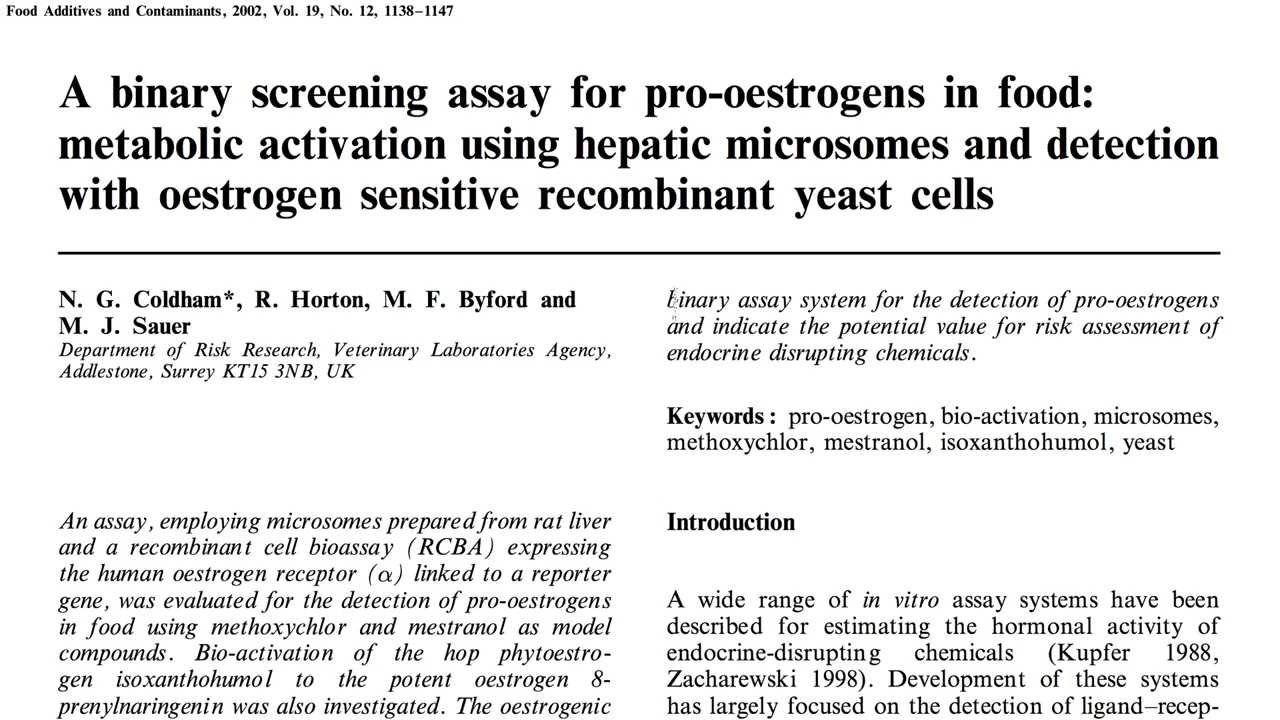 Food Additives and Contaminants, 2002, Vol. 19, No. 12, 1138–1147
A binary screening assay for pro-oestrogens in food:
metabolic activation using hepatic microsomes and detection
with oestrogen sensitive recombinant yeast cells
N. G. Coldham*, R. Horton, M. F. Byford and
M. J. Sauer
Department of Risk Research, Veterinary Laboratories Agency,
Addlestone, Surrey KT15 3NB, UK
An assay, employing microsomes prepared from rat liver
and a recombinant cell bioassay (RCBA) expressing
the human oestrogen receptor (α) linked to a reporter
gene, was evaluated for the detection of pro-oestrogens
in food using methoxychlor and mestranol as model
compounds. Bio-activation of the hop phytoestro-
gen isoxanthohumol to the potent oestrogen 8-
prenylnaringenin was also investigated. The oestrogenic
binary assay system for the detection of pro-oestrogens
and indicate the potential value for risk assessment of
endocrine disrupting chemicals.
Keywords: pro-oestrogen, bio-activation, microsomes,
methoxychlor, mestranol, isoxanthohumol, yeast
Introduction
A wide range of in vitro assay systems have been
described for estimating the hormonal activity of
endocrine-disrupting chemicals (Kupfer 1988,
Zacharewski 1998). Development of these systems
has largely focused on the detection of ligand–recep-